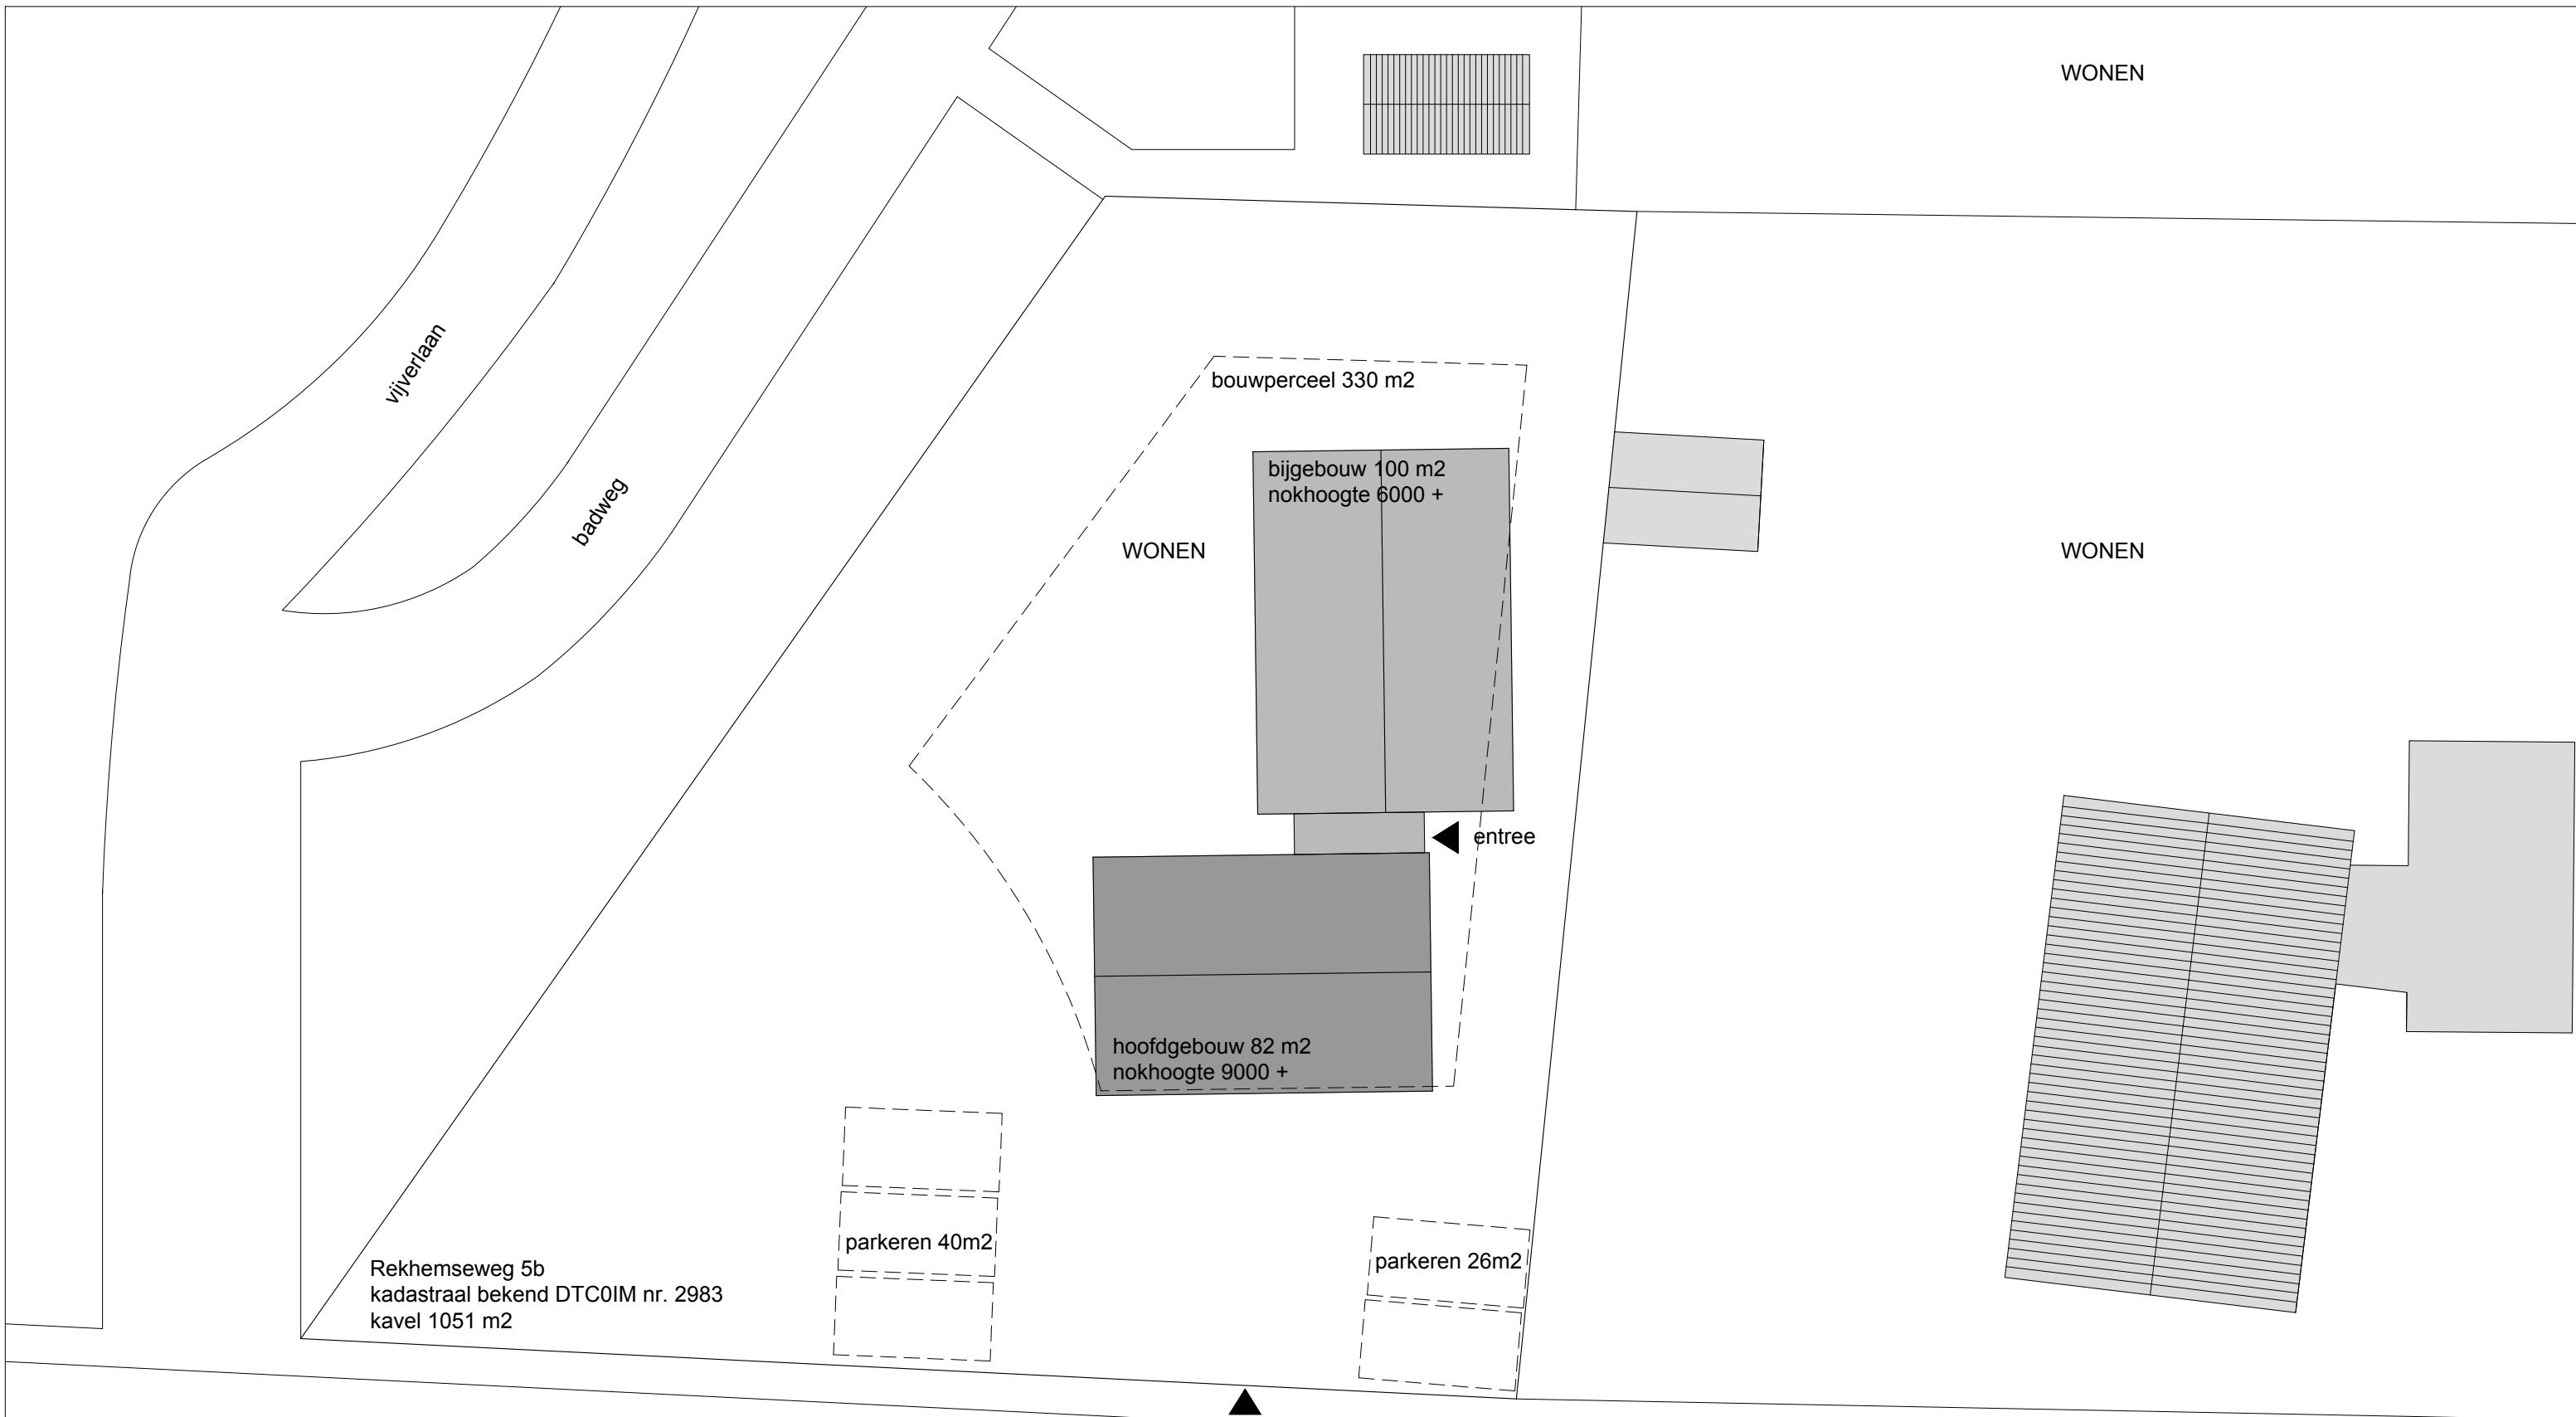 WONEN
vijverlaan
bouwperceel 330 m2
bijgebouw 100 m2
nokhoogte 6000 +
badweg
WONEN
WONEN
entree
hoofdgebouw 82 m2
nokhoogte 9000 +
parkeren 40m2
parkeren 26m2
Rekhemseweg 5b
kadastraal bekend DTC0IM nr. 2983
kavel 1051 m2